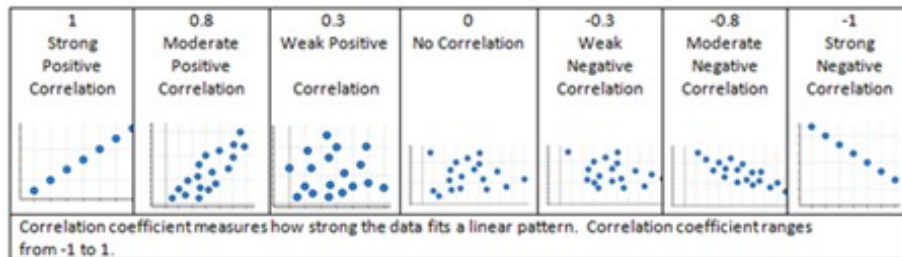 1
Strong
Positive
Correlation
0.8
Moderate
Positive
Correlation
0.3
Weak Positive
Correlation
0
No Correlation
-0.3
Weak
Negative
Correlation
-0.8
Moderate
Negative
Correlation
-1
Strong
Negative
Correlation
Correlation coefficient measures how strong the data fits a linear pattern. Correlation coefficient ranges
from -1 to 1.